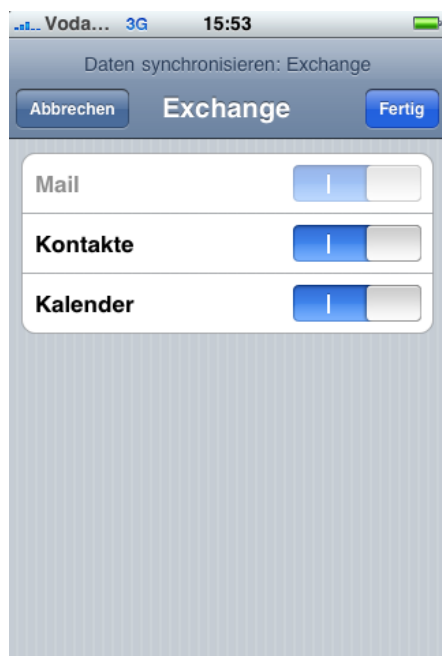 Voda... 3G 15:53
Daten synchronisieren: Exchange
Abbrechen Exchange Fertig
Mail
Kontakte
Kalender